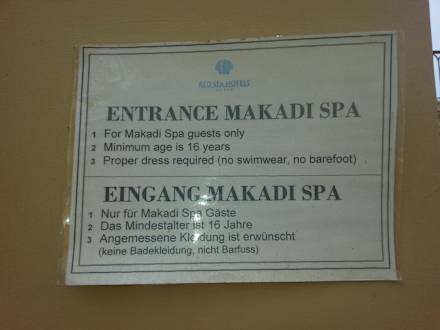 RED SEA HOTELS
ENTRANCE MAKADI SPA
1 For Makadi Spa guests only
2 Minimum age is 16 years
3 Proper dress required (no swimwear, no barefoot)
EINGANG MAKADI SPA
1 Nur für Makadi Spa Gäste
2 Das Mindestalter ist 16 Jahre
3 Angemessene Kleidung ist erwünscht
(keine Badekleidung, nicht Barfuss)